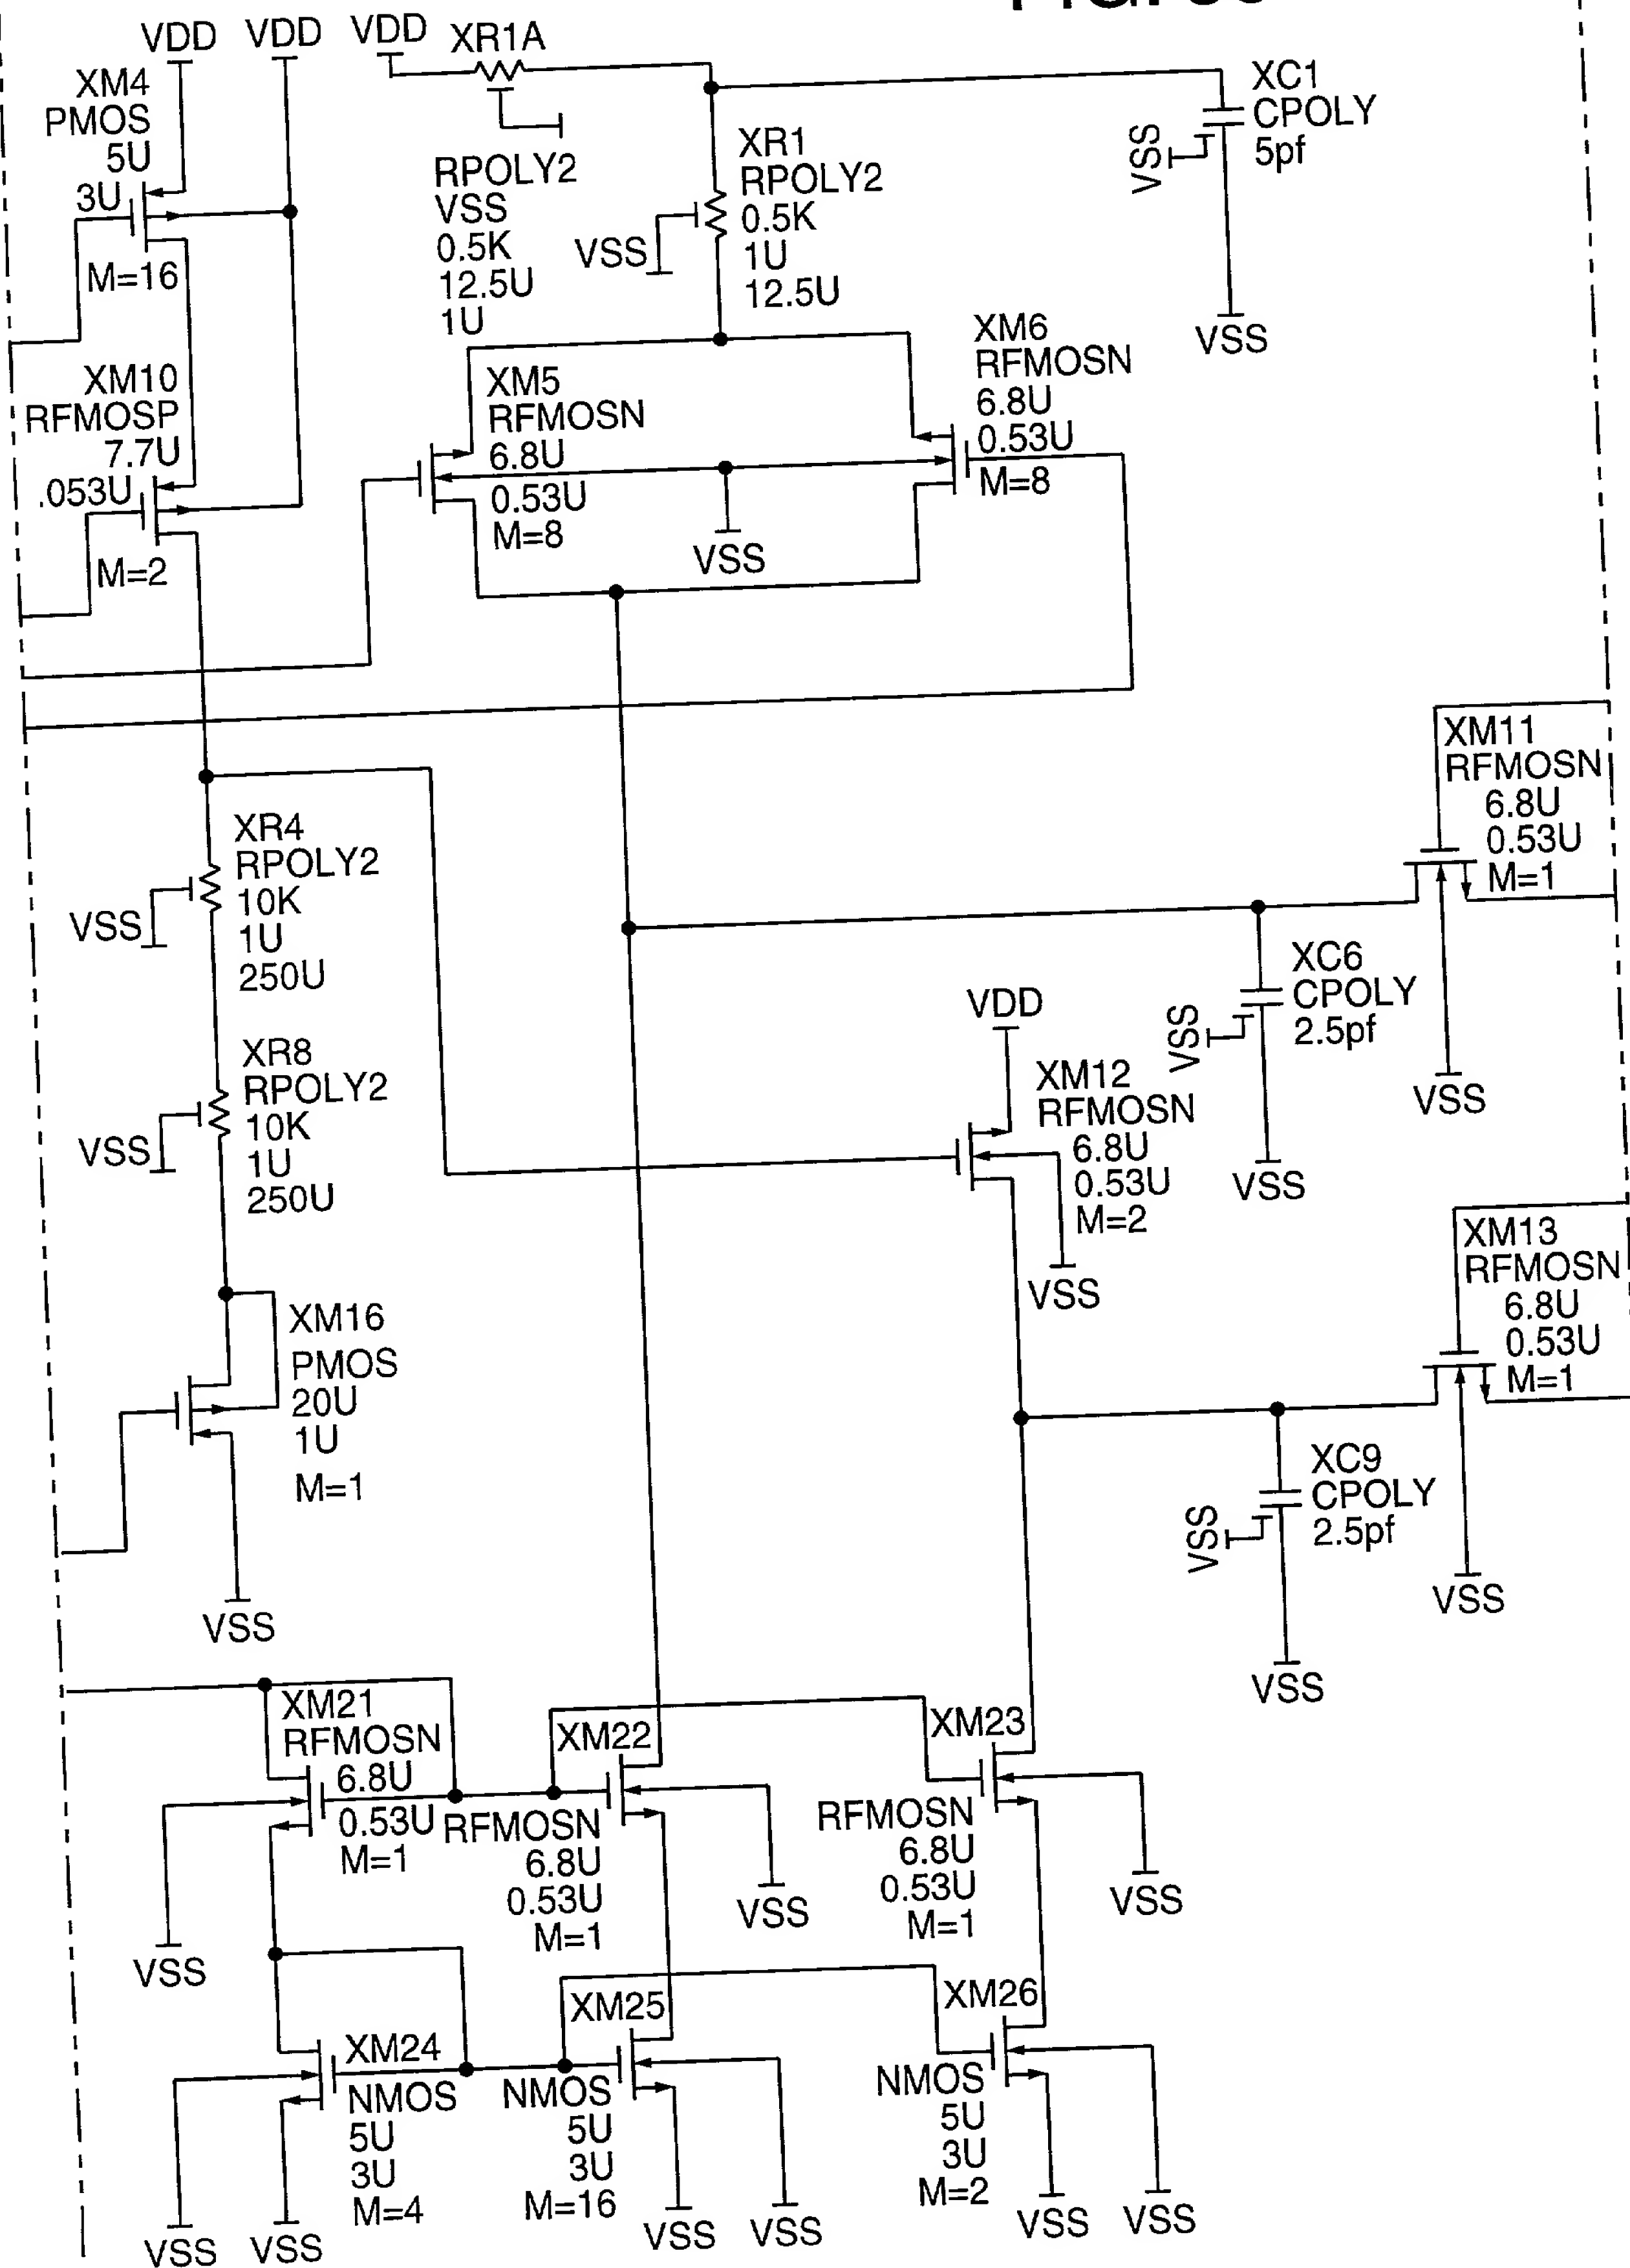 VDD
VDD
VDD
XR1A
XM4
PMOS
5U
3U
M=16
RPOLY2
VSS
0.5K
12.5U
1U
XR1
RPOLY2
0.5K
1U
12.5U
VSS
XC1
CPOLY
5pf
VSS
VSS
XM10
RFMOSP
7.7U
.053U
M=2
XM5
RFMOSN
6.8U
0.53U
M=8
VSS
XM6
RFMOSN
6.8U
0.53U
M=8
XM11
RFMOSN
6.8U
0.53U
M=1
VSS
XR4
RPOLY2
10K
1U
250U
VSS
XC6
CPOLY
2.5pf
VSS
VSS
XR8
RPOLY2
10K
1U
250U
VSS
VDD
XM12
RFMOSN
6.8U
0.53U
M=2
VSS
XM13
RFMOSN
6.8U
0.53U
M=1
VSS
XM16
PMOS
20U
1U
M=1
VSS
XC9
CPOLY
2.5pf
VSS
VSS
XM21
RFMOSN
6.8U
0.53U
M=1
VSS
XM22
RFMOSN
6.8U
0.53U
M=1
VSS
XM23
RFMOSN
6.8U
0.53U
M=1
VSS
XM24
NMOS
5U
3U
M=4
VSS
VSS
XM25
NMOS
5U
3U
M=16
VSS
VSS
XM26
NMOS
5U
3U
M=2
VSS
VSS